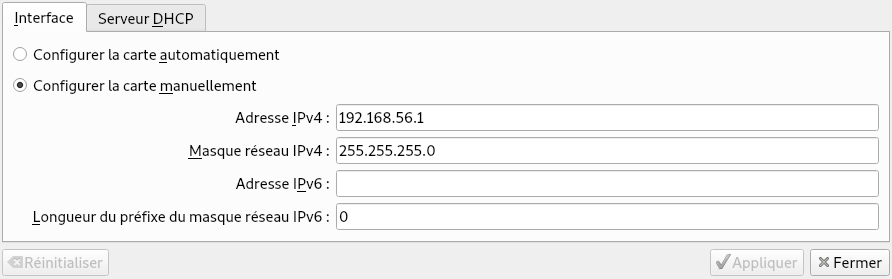 Interface Serveur DHCP
Configurer la carte automatiquement
Configurer la carte manuellement
Adresse IPv4 : 192.168.56.1
Masque réseau IPv4 : 255.255.255.0
Adresse IPv6 :
Longueur du préfixe du masque réseau IPv6 : 0
Réinitialiser Appliquer Fermer